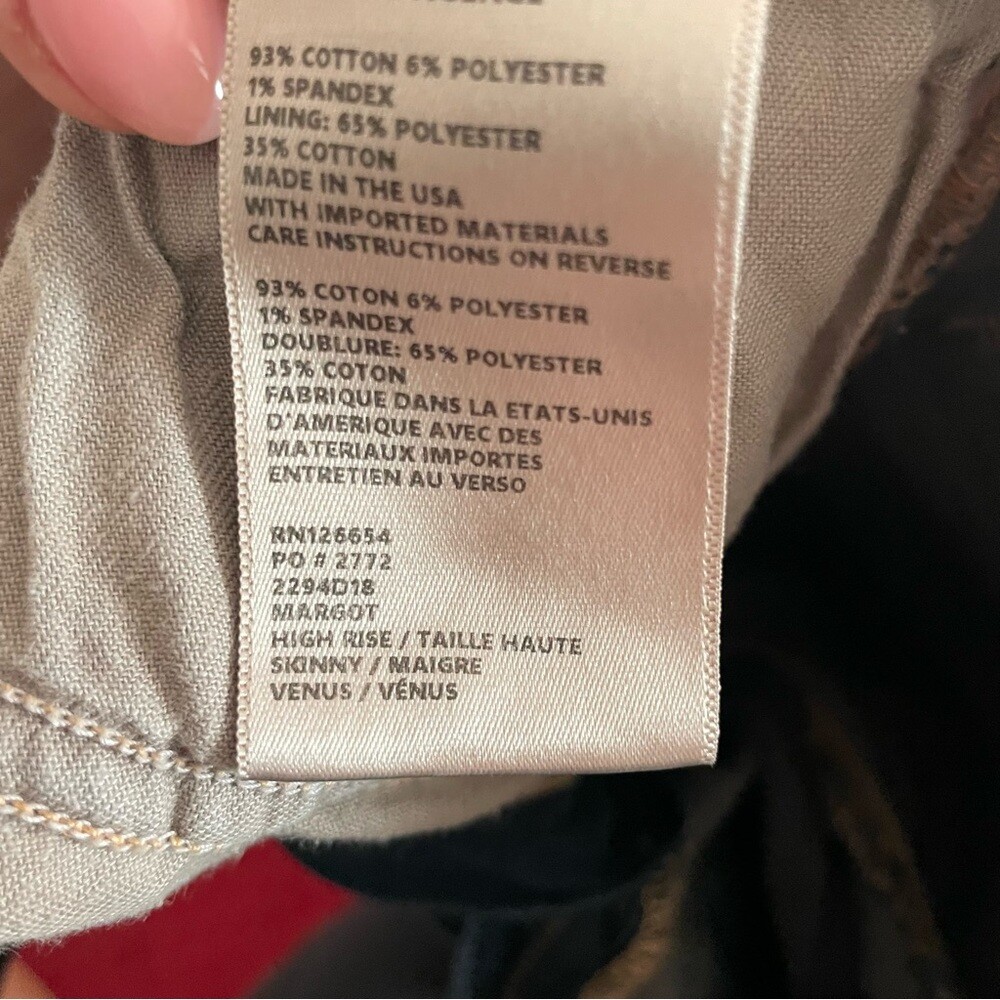 93% COTTON 6% POLYESTER
1% SPANDEX
LINING: 65% POLYESTER
35% COTTON
MADE IN THE USA
WITH IMPORTED MATERIALS
CARE INSTRUCTIONS ON REVERSE
93% COTON 6% POLYESTER
1% SPANDEX
DOUBLURE: 65% POLYESTER
35% COTON
FABRIQUE DANS LA ETATS-UNIS
D'AMERIQUE AVEC DES
MATERIAUX IMPORTES
ENTRETIEN AU VERSO
RN126654
PO # 2772
2294D18
MARGOT
HIGH RISE / TAILLE HAUTE
SKINNY / MAIGRE
VENUS / VÉNUS